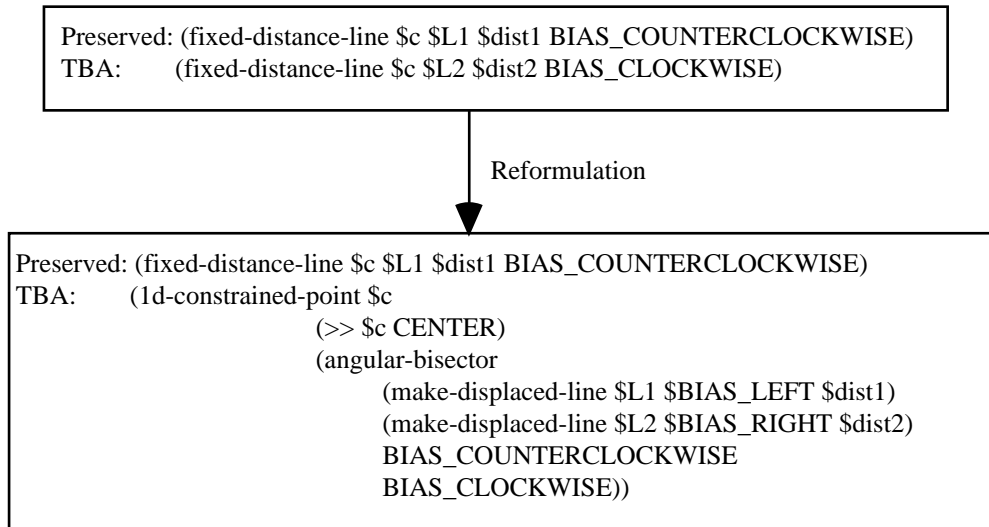 Preserved: (fixed-distance-line $c $L1 $dist1 BIAS_COUNTERCLOCKWISE)
TBA: (fixed-distance-line $c $L2 $dist2 BIAS_CLOCKWISE)
Reformulation
Preserved: (fixed-distance-line $c $L1 $dist1 BIAS_COUNTERCLOCKWISE)
TBA: (1d-constrained-point $c
(>> $c CENTER)
(angular-bisector
(make-displaced-line $L1 $BIAS_LEFT $dist1)
(make-displaced-line $L2 $BIAS_RIGHT $dist2)
BIAS_COUNTERCLOCKWISE
BIAS_CLOCKWISE))